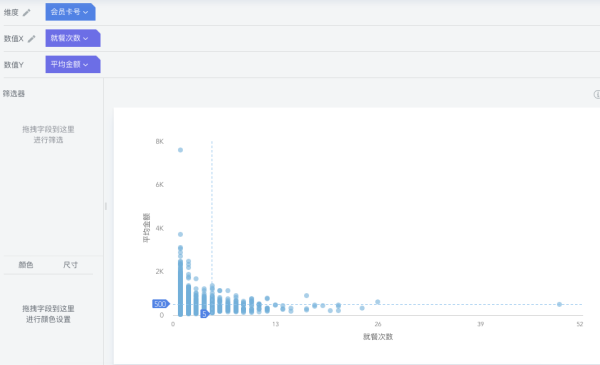 维度 会员卡号
数值X 就餐次数
数值Y 平均金额
筛选器
拖拽字段到这里
进行筛选
颜色 尺寸
拖拽字段到这里
进行颜色设置
8K
6K
4K
2K
500
0
平均金额
5
0 13 26 39 52
就餐次数